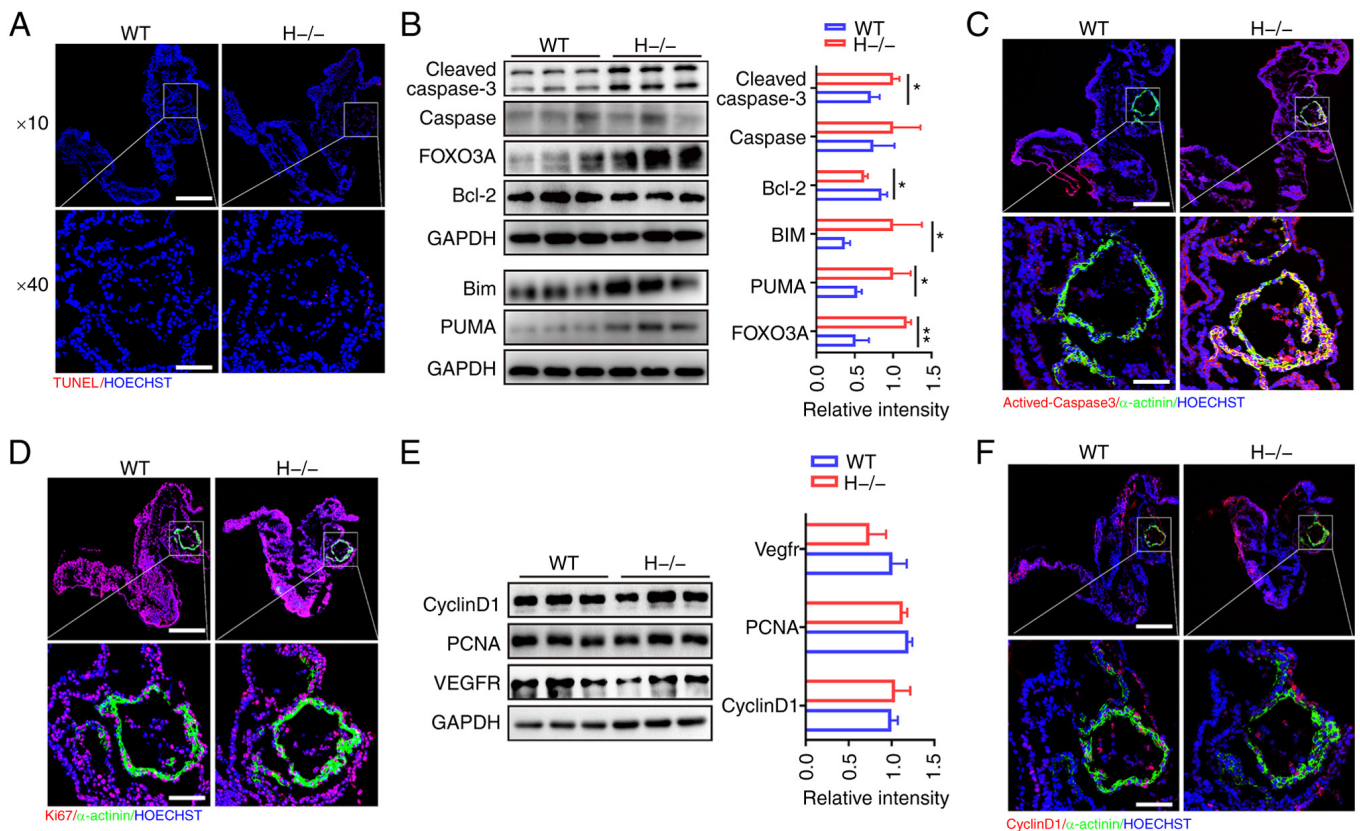 A
WT
H−/−
×10
×40
TUNEL/HOECHST
B
WT
H−/−
Cleaved
caspase-3
Caspase
FOXO3A
Bcl-2
GAPDH
Bim
PUMA
GAPDH
WT
H−/−
Cleaved
caspase-3
*
Caspase
Bcl-2
*
BIM
*
PUMA
*
FOXO3A
**
0.0
0.5
1.0
1.5
Relative intensity
C
WT
H−/−
Actived-Caspase3/α-actinin/HOECHST
D
WT
H−/−
Ki67/α-actinin/HOECHST
E
WT
H−/−
CyclinD1
PCNA
VEGFR
GAPDH
WT
H−/−
Vegfr
PCNA
CyclinD1
0.0
0.5
1.0
1.5
Relative intensity
F
WT
H−/−
CyclinD1/α-actinin/HOECHST